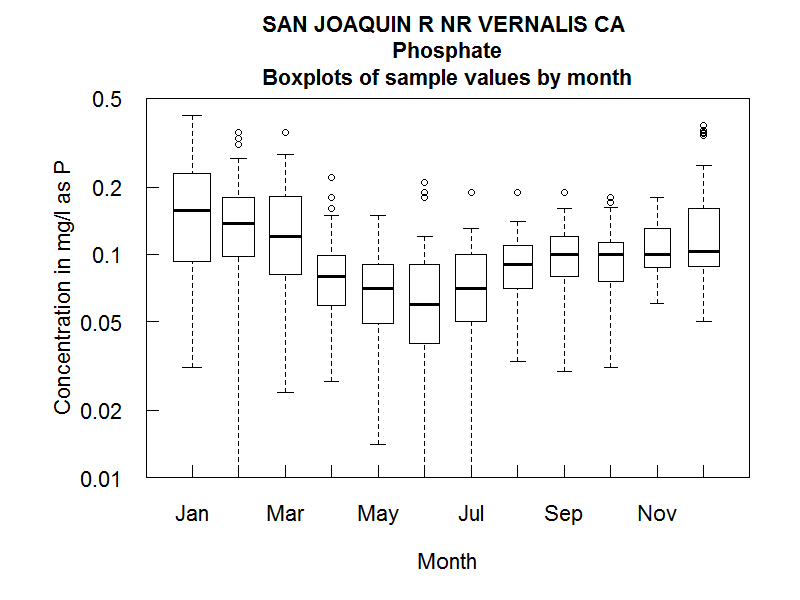 SAN JOAQUIN R NR VERNALIS CA
Phosphate
Boxplots of sample values by month
Concentration in mg/l as P
0.5
0.2
0.1
0.05
0.02
0.01
Jan Mar May Jul Sep Nov
Month